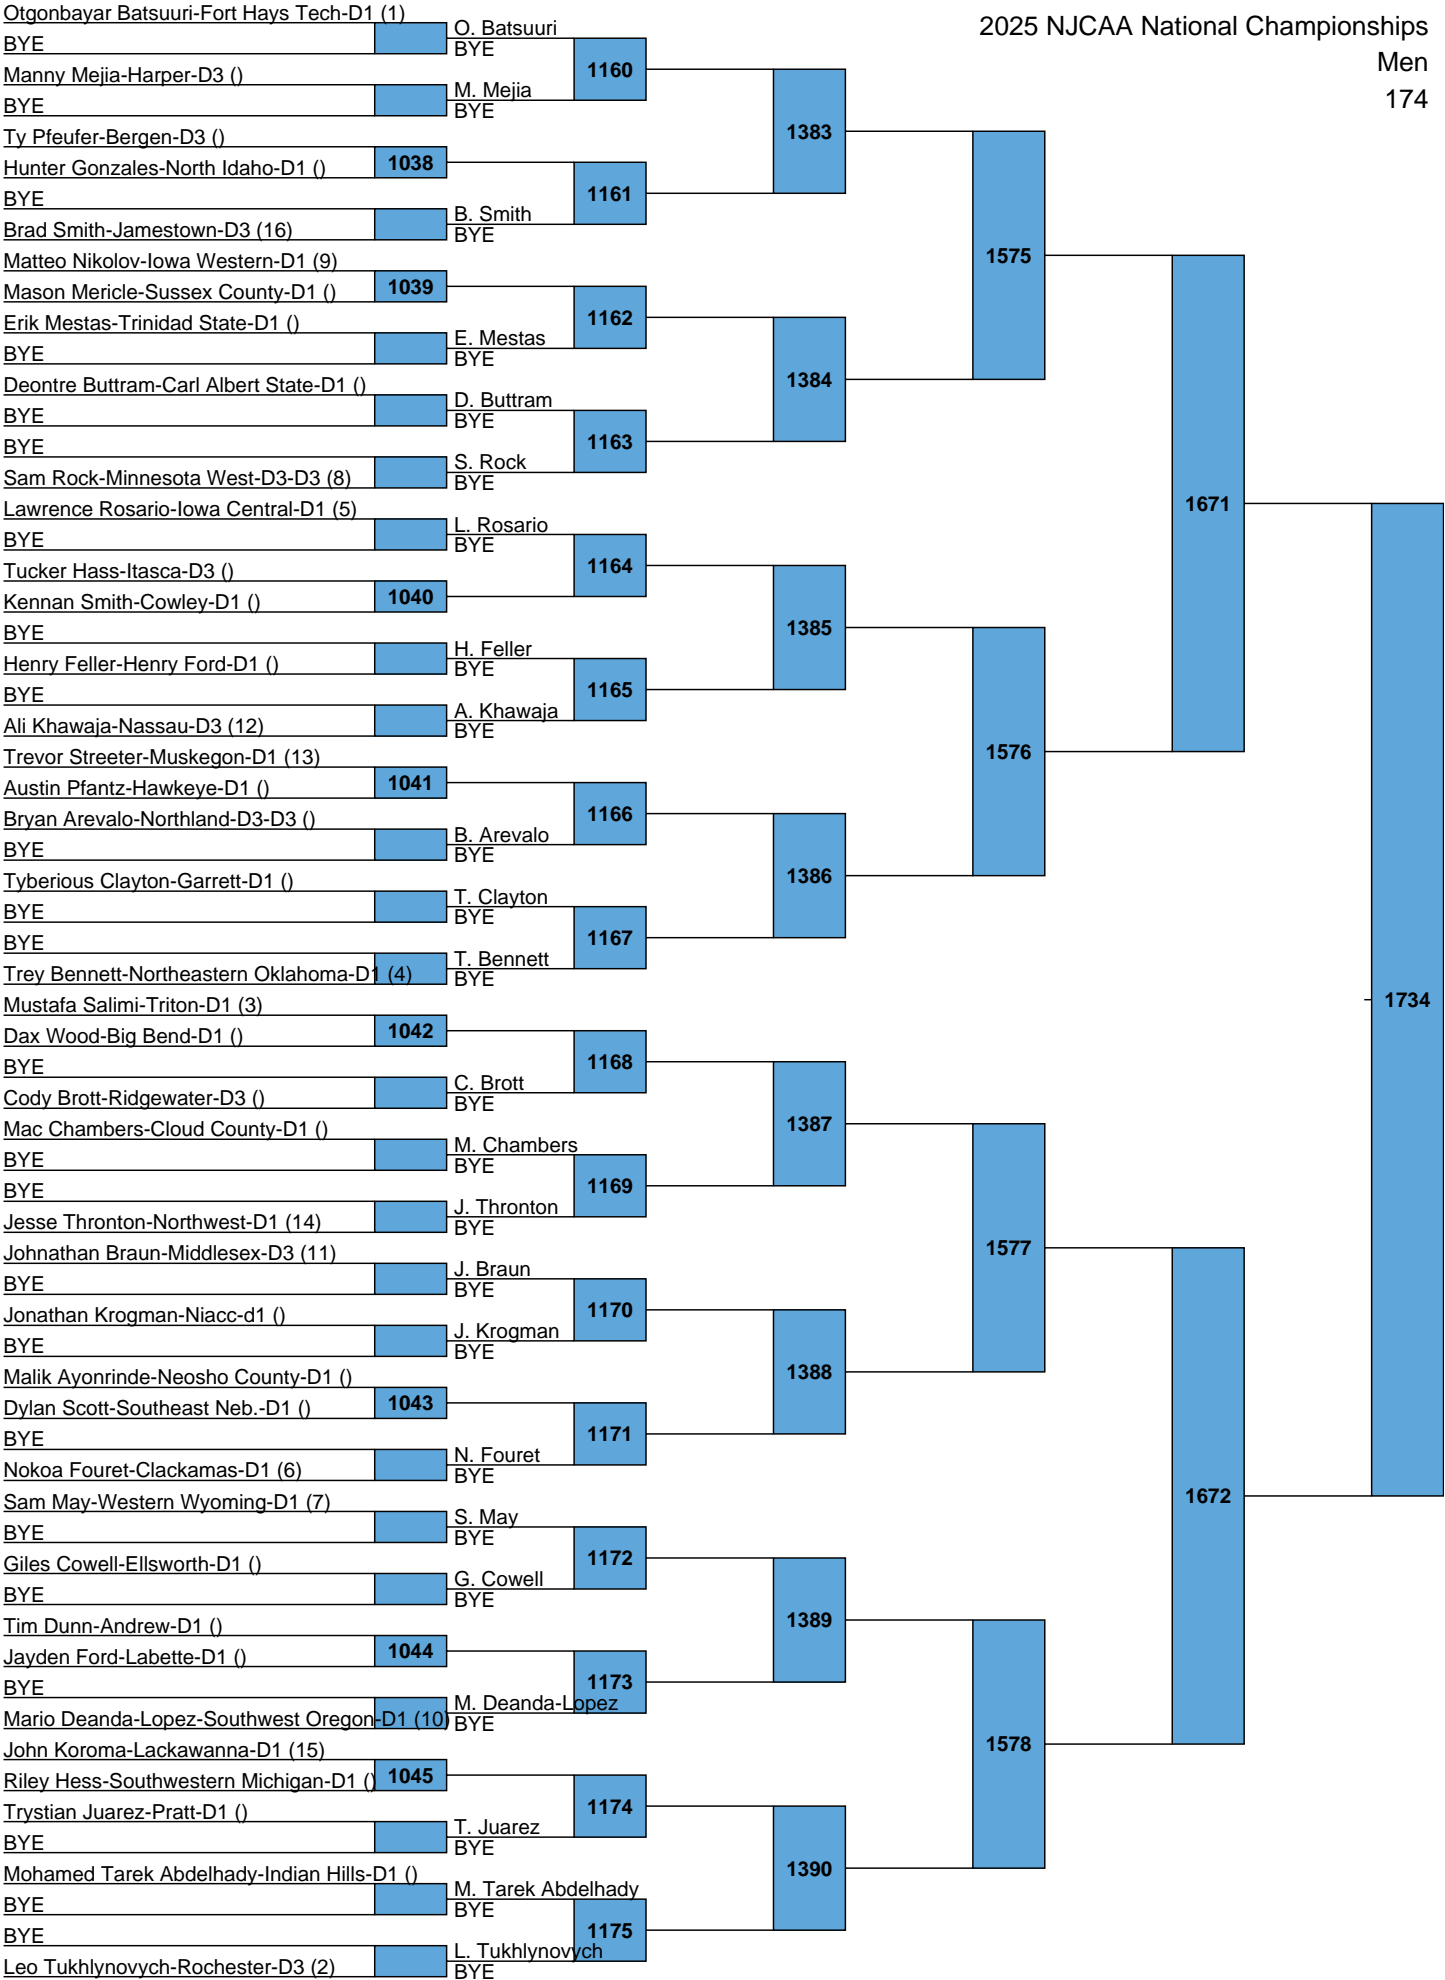 2025 NJCAA National Championships
Men
174
Otgonbayar Batsuuri-Fort Hays Tech-D1 (1)
BYE
Manny Mejia-Harper-D3 ()
BYE
Ty Pfeufer-Bergen-D3 ()
Hunter Gonzales-North Idaho-D1 ()
BYE
Brad Smith-Jamestown-D3 (16)
Matteo Nikolov-Iowa Western-D1 (9)
Mason Mericle-Sussex County-D1 ()
Erik Mestas-Trinidad State-D1 ()
BYE
Deontre Buttram-Carl Albert State-D1 ()
BYE
BYE
Sam Rock-Minnesota West-D3-D3 (8)
Lawrence Rosario-Iowa Central-D1 (5)
BYE
Tucker Hass-Itasca-D3 ()
Kennan Smith-Cowley-D1 ()
BYE
Henry Feller-Henry Ford-D1 ()
BYE
Ali Khawaja-Nassau-D3 (12)
Trevor Streeter-Muskegon-D1 (13)
Austin Pfantz-Hawkeye-D1 ()
Bryan Arevalo-Northland-D3-D3 ()
BYE
Tyberious Clayton-Garrett-D1 ()
BYE
BYE
Trey Bennett-Northeastern Oklahoma-D1 (4)
Mustafa Salimi-Triton-D1 (3)
Dax Wood-Big Bend-D1 ()
BYE
Cody Brott-Ridgewater-D3 ()
Mac Chambers-Cloud County-D1 ()
BYE
BYE
Jesse Thronton-Northwest-D1 (14)
Johnathan Braun-Middlesex-D3 (11)
BYE
Jonathan Krogman-Niacc-d1 ()
BYE
Malik Ayonrinde-Neosho County-D1 ()
Dylan Scott-Southeast Neb.-D1 ()
BYE
Nokoa Fouret-Clackamas-D1 (6)
Sam May-Western Wyoming-D1 (7)
BYE
Giles Cowell-Ellsworth-D1 ()
BYE
Tim Dunn-Andrew-D1 ()
Jayden Ford-Labette-D1 ()
BYE
Mario Deanda-Lopez-Southwest Oregon-D1 (10)
John Koroma-Lackawanna-D1 (15)
Riley Hess-Southwestern Michigan-D1 ()
Trystian Juarez-Pratt-D1 ()
BYE
Mohamed Tarek Abdelhady-Indian Hills-D1 ()
BYE
BYE
Leo Tukhlynovych-Rochester-D3 (2)
1038
1039
1040
1041
1042
1043
1044
1045
O. Batsuuri
BYE
M. Mejia
BYE
B. Smith
BYE
E. Mestas
BYE
D. Buttram
BYE
S. Rock
BYE
L. Rosario
BYE
H. Feller
BYE
A. Khawaja
BYE
B. Arevalo
BYE
T. Clayton
BYE
T. Bennett
BYE
C. Brott
BYE
M. Chambers
BYE
J. Thronton
BYE
J. Braun
BYE
J. Krogman
BYE
N. Fouret
BYE
S. May
BYE
G. Cowell
BYE
M. Deanda-Lopez
BYE
T. Juarez
BYE
M. Tarek Abdelhady
BYE
L. Tukhlynovych
BYE
1160
1161
1162
1163
1164
1165
1166
1167
1168
1169
1170
1171
1172
1173
1174
1175
1383
1384
1385
1386
1387
1388
1389
1390
1575
1576
1577
1578
1671
1672
1734